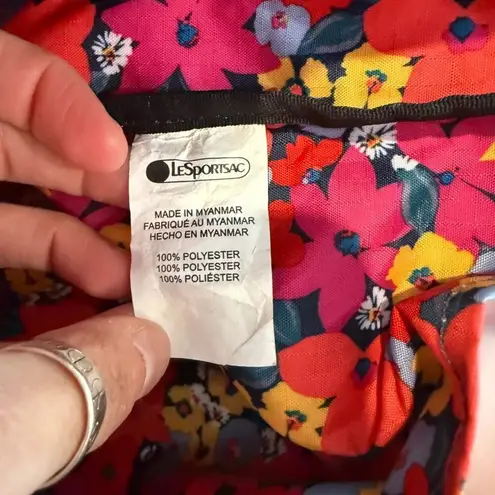 LeSportsac
MADE IN MYANMAR
FABRIQUÉ AU MYANMAR
HECHO EN MYANMAR
100% POLYESTER
100% POLYESTER
100% POLIÉSTER